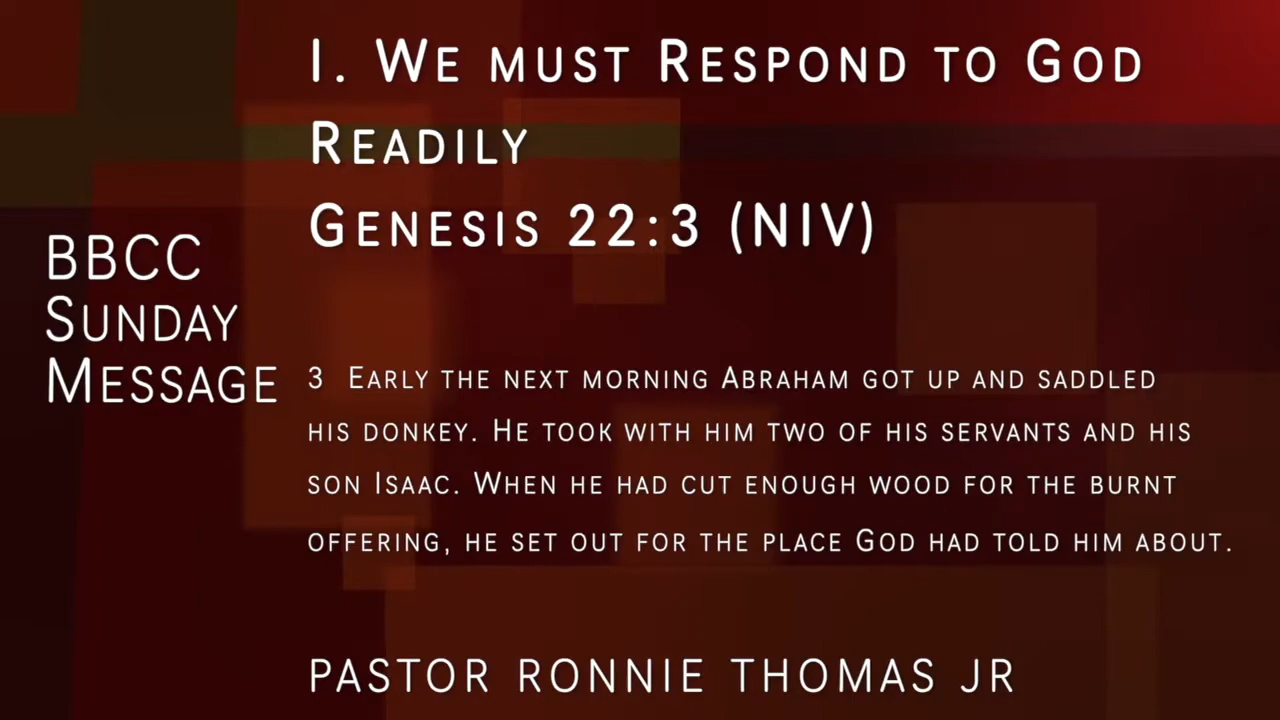 I. We must Respond to God
Readily
Genesis 22:3 (NIV)
BBCC
Sunday
Message
3 Early the next morning Abraham got up and saddled
his donkey. He took with him two of his servants and his
son Isaac. When he had cut enough wood for the burnt
offering, he set out for the place God had told him about.
PASTOR RONNIE THOMAS JR